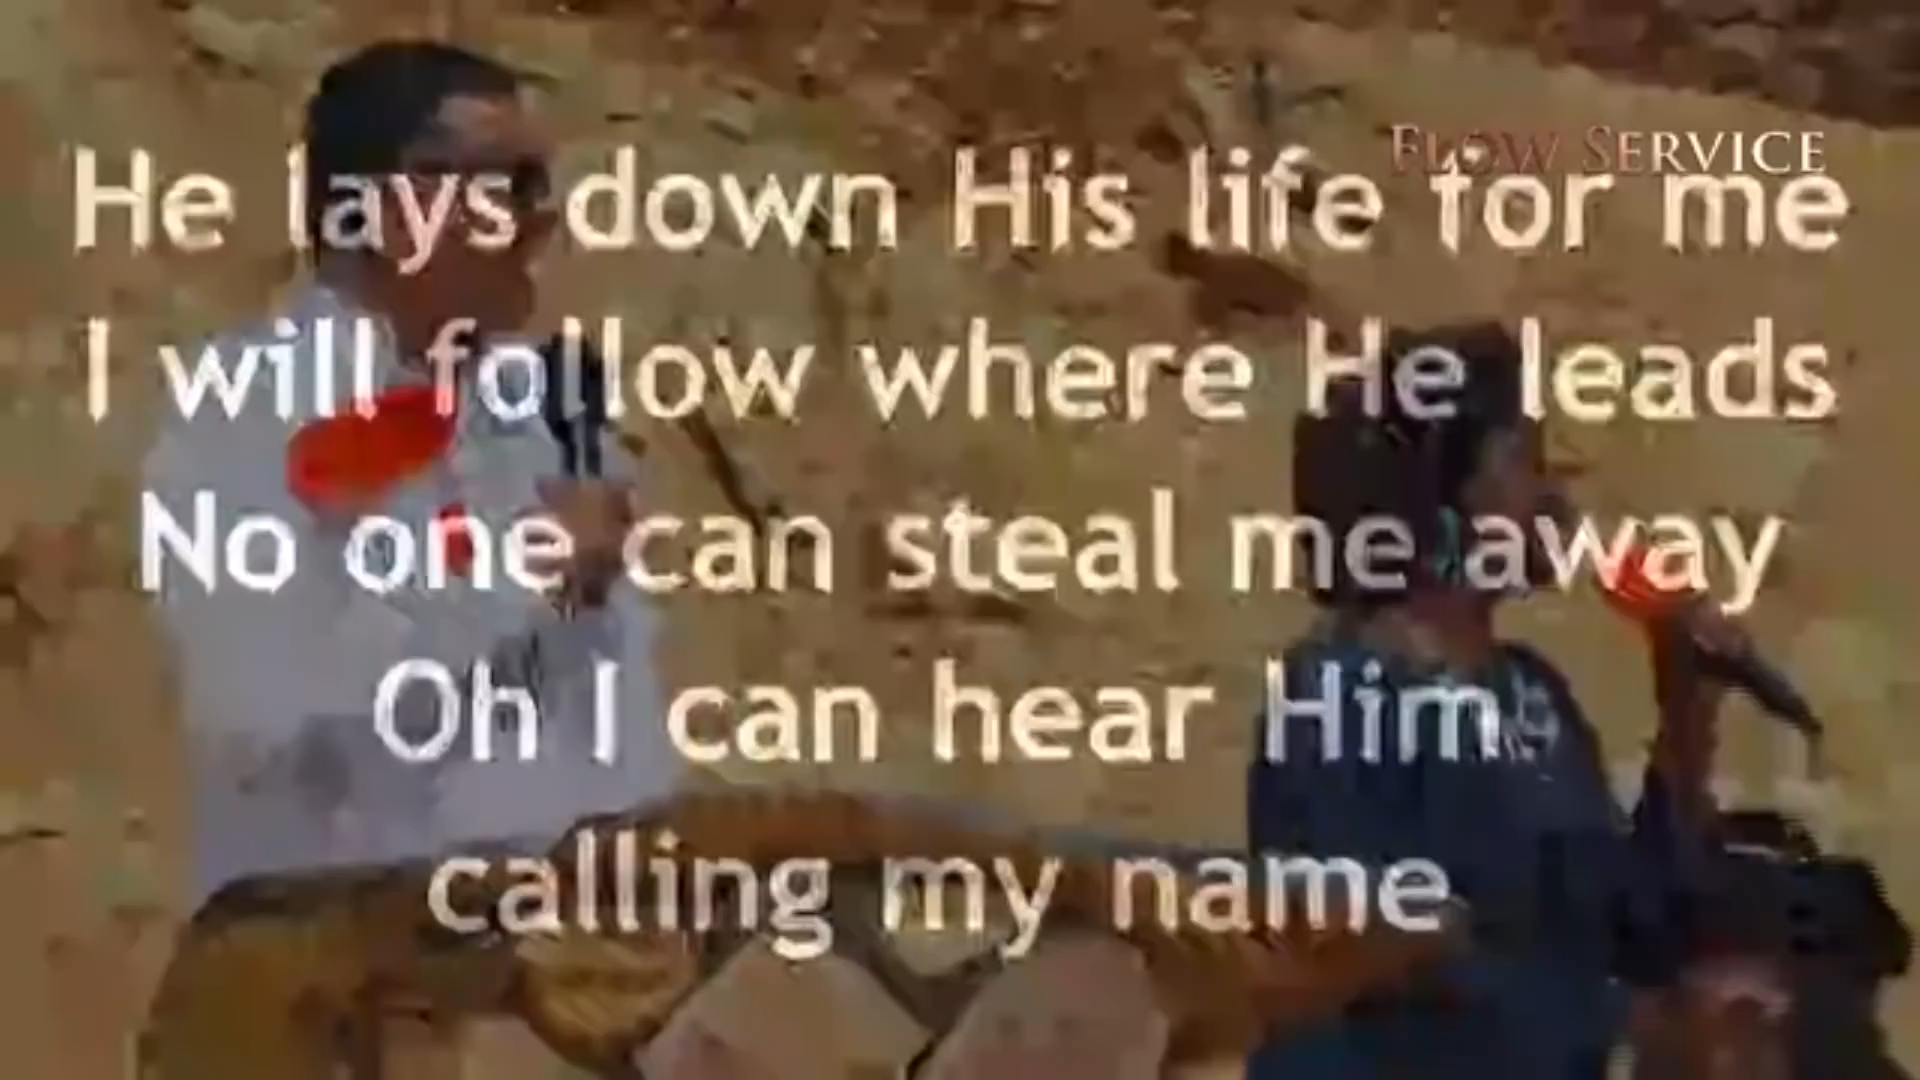 FLOW SERVICE
He lays down His life for me
I will follow where He leads
No one can steal me away
Oh I can hear Him
calling my name